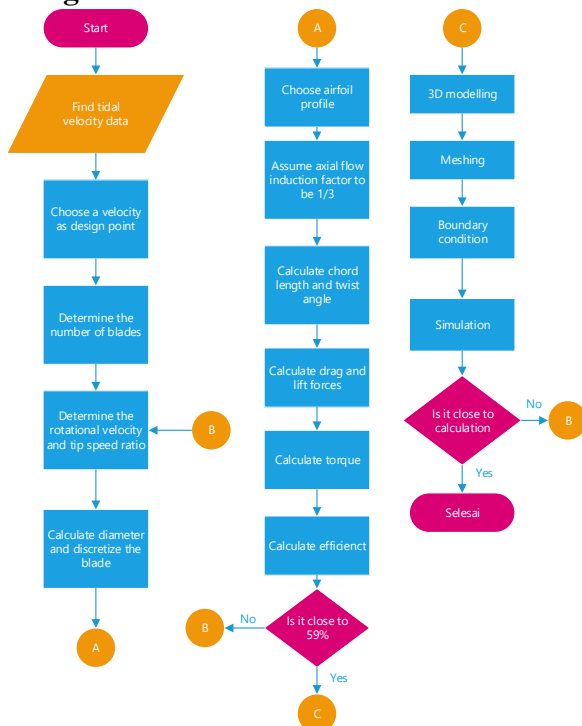 Start
Find tidal
velocity data
Choose a velocity
as design point
Determine the
number of blades
Determine the
rotational velocity
and tip speed ratio
B
Calculate diameter
and discretize the
blade
A
A
Choose airfoil
profile
Assume axial flow
induction factor to
be 1/3
Calculate chord
length and twist
angle
Calculate drag and
lift forces
Calculate torque
Calculate efficienct
Is it close to
59%
No
B
Yes
C
C
3D modelling
Meshing
Boundary
condition
Simulation
Is it close to
calculation
No
B
Yes
Selesai